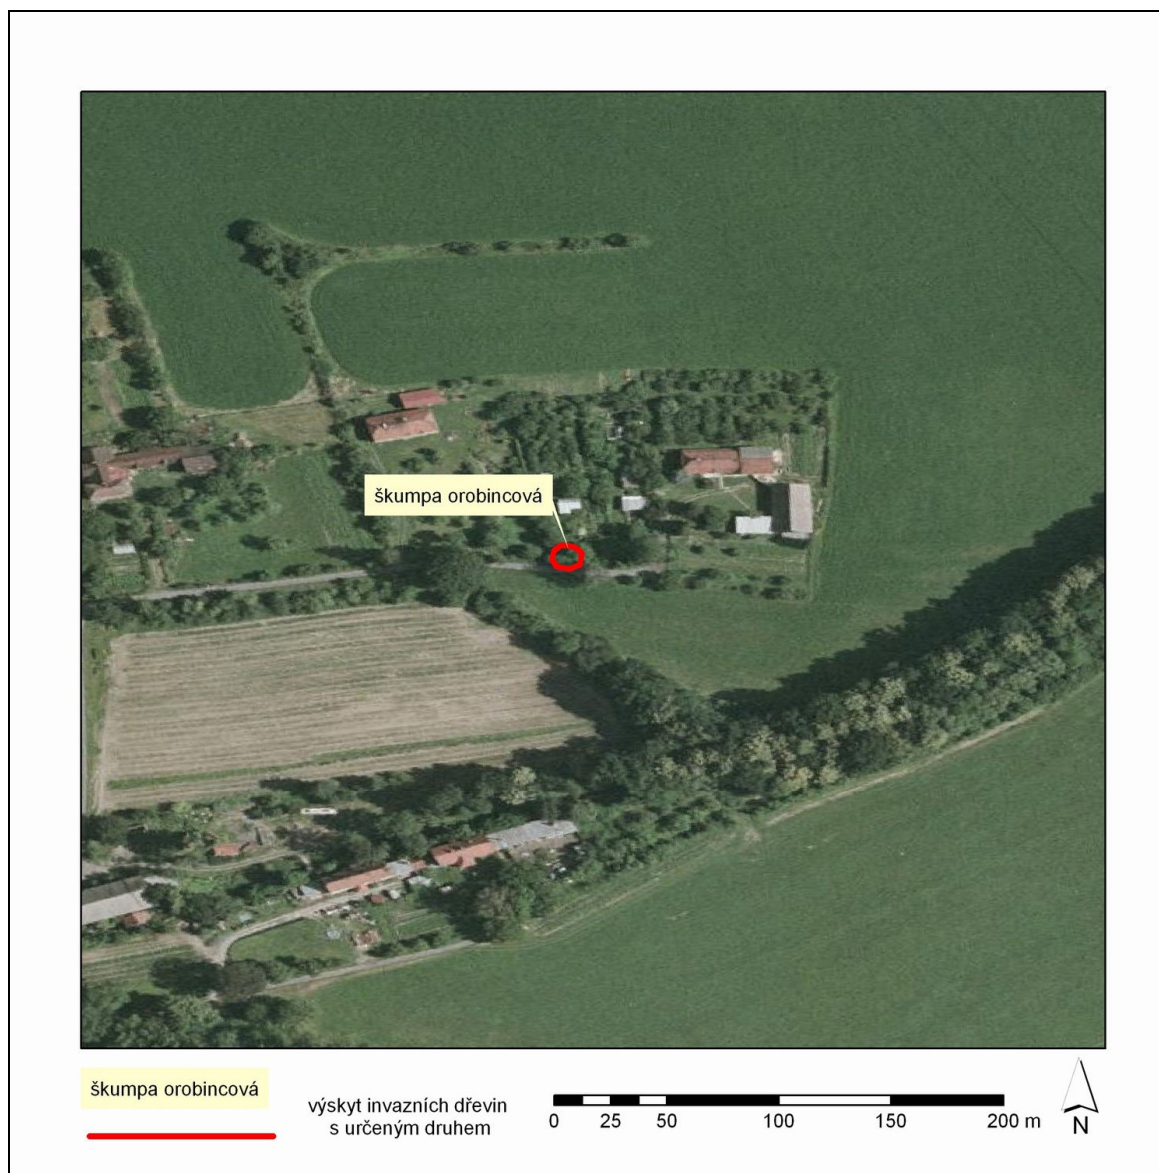 škumpa orobincová
škumpa orobincová
výskyt invazních dřevin
s určeným druhem
0 25 50 100 150 200 m
N